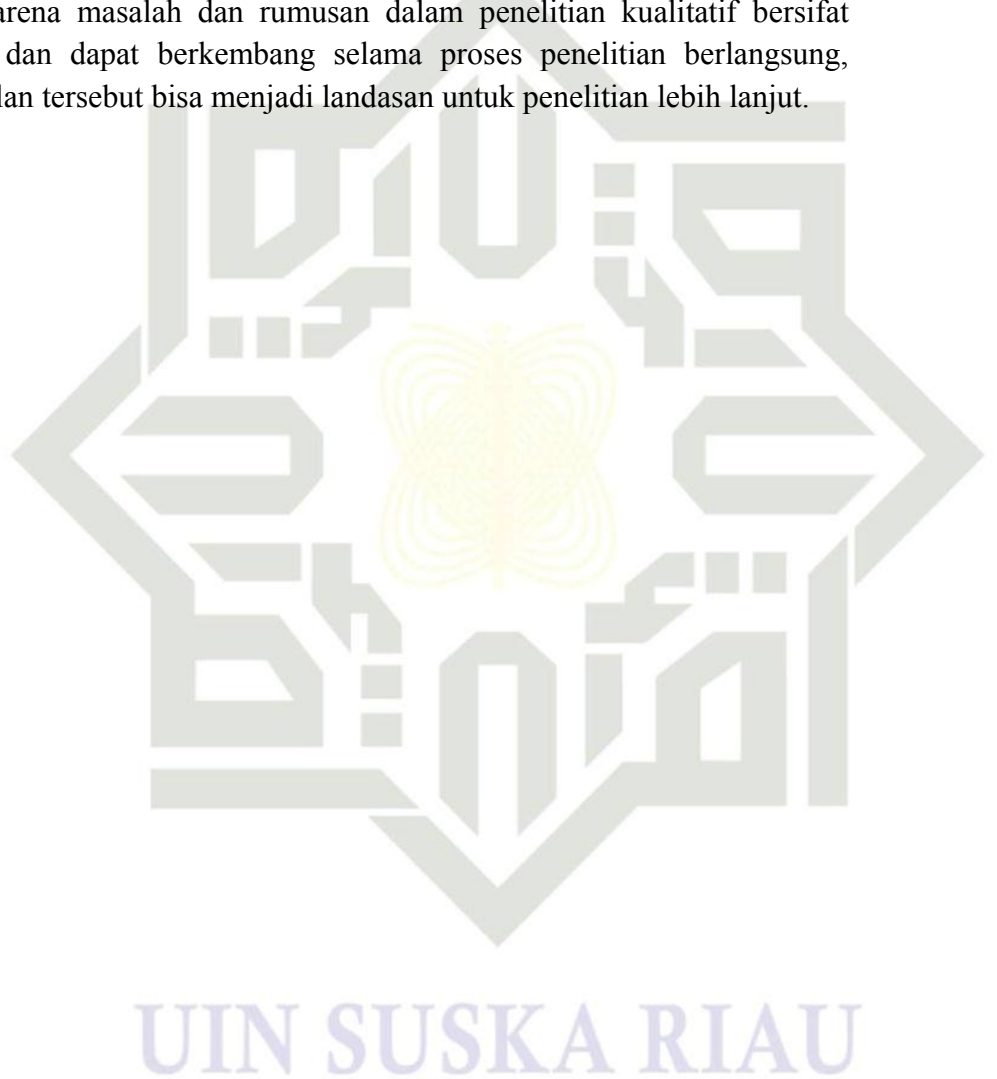 arena masalah dan rumusan dalam penelitian kualitatif bersifat
dan dapat berkembang selama proses penelitian berlangsung,
lan tersebut bisa menjadi landasan untuk penelitian lebih lanjut.
UIN SUSKA RIAU